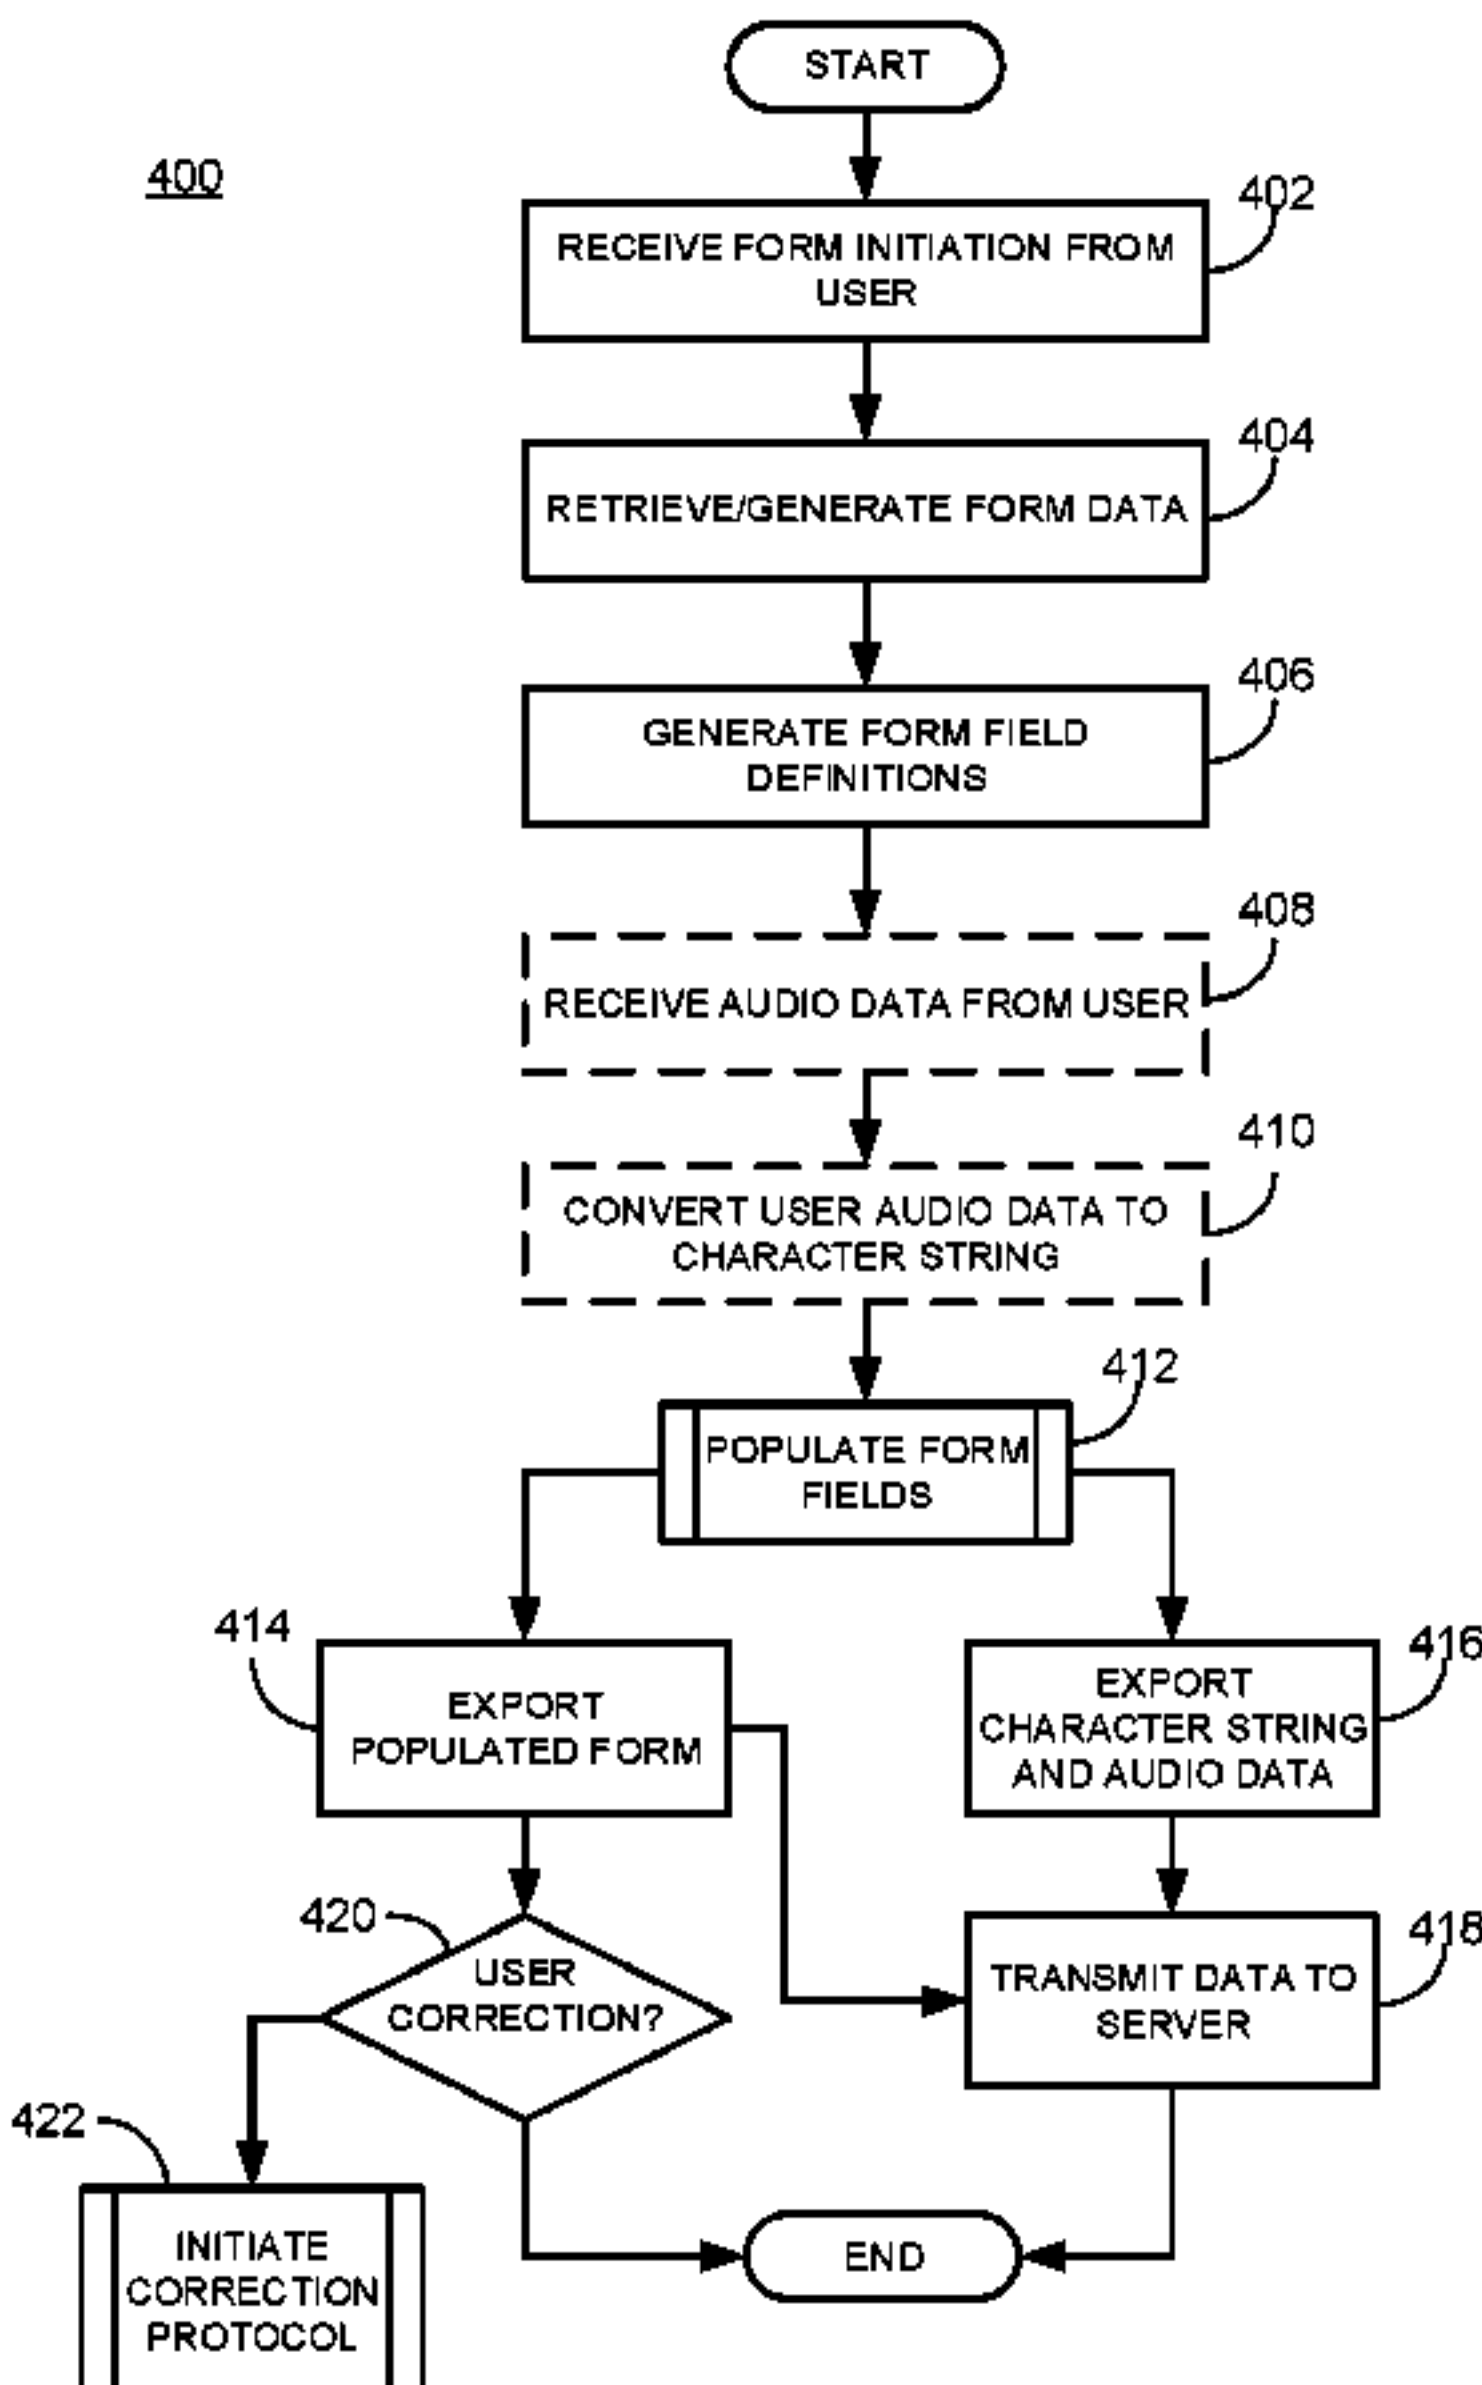 START
400
402
RECEIVE FORM INITIATION FROM
USER
404
RETRIEVE/GENERATE FORM DATA
406
GENERATE FORM FIELD
DEFINITIONS
408
RECEIVE AUDIO DATA FROM USER
410
CONVERT USER AUDIO DATA TO
CHARACTER STRING
412
POPULATE FORM
FIELDS
414
EXPORT
POPULATED FORM
416
EXPORT
CHARACTER STRING
AND AUDIO DATA
420
USER
CORRECTION?
418
TRANSMIT DATA TO
SERVER
422
INITIATE
CORRECTION
PROTOCOL
END